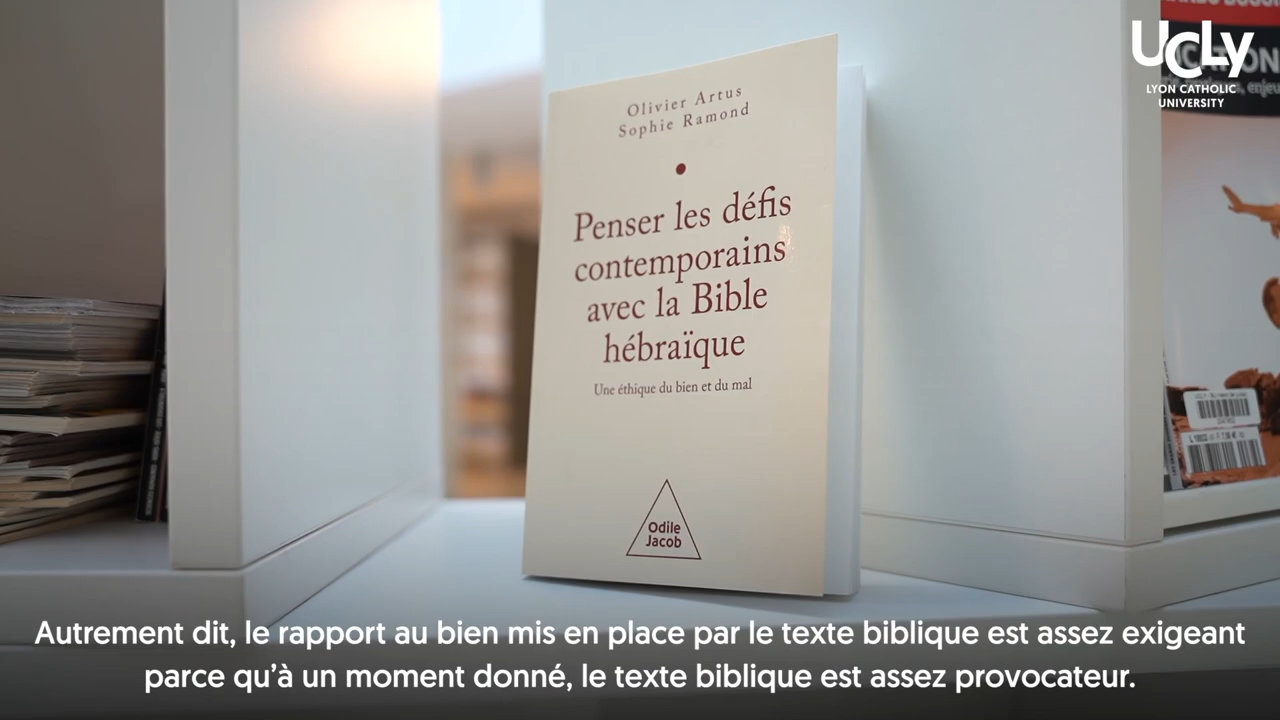 UCLy
LYON CATHOLIC
UNIVERSITY
Olivier Artus
Sophie Ramond
Penser les défis
contemporains
avec la Bible
hébraïque
Une éthique du bien et du mal
Odile
Jacob
Autrement dit, le rapport au bien mis en place par le texte biblique est assez exigeant
parce qu'à un moment donné, le texte biblique est assez provocateur.